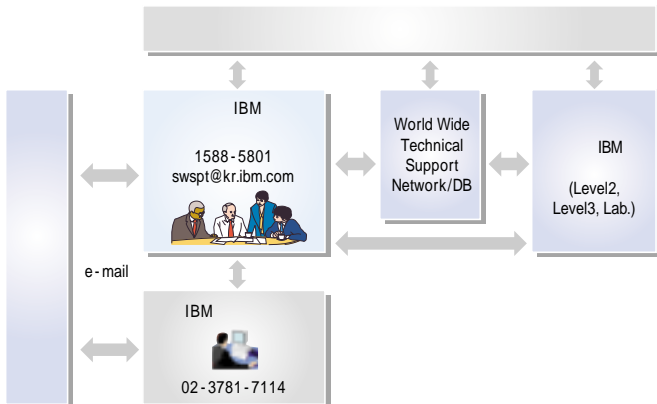 IBM
1588-5801
swspt@kr.ibm.com
World Wide
Technical
Support
Network/DB
IBM
(Level2,
Level3, Lab.)
e-mail
IBM
02-3781-7114